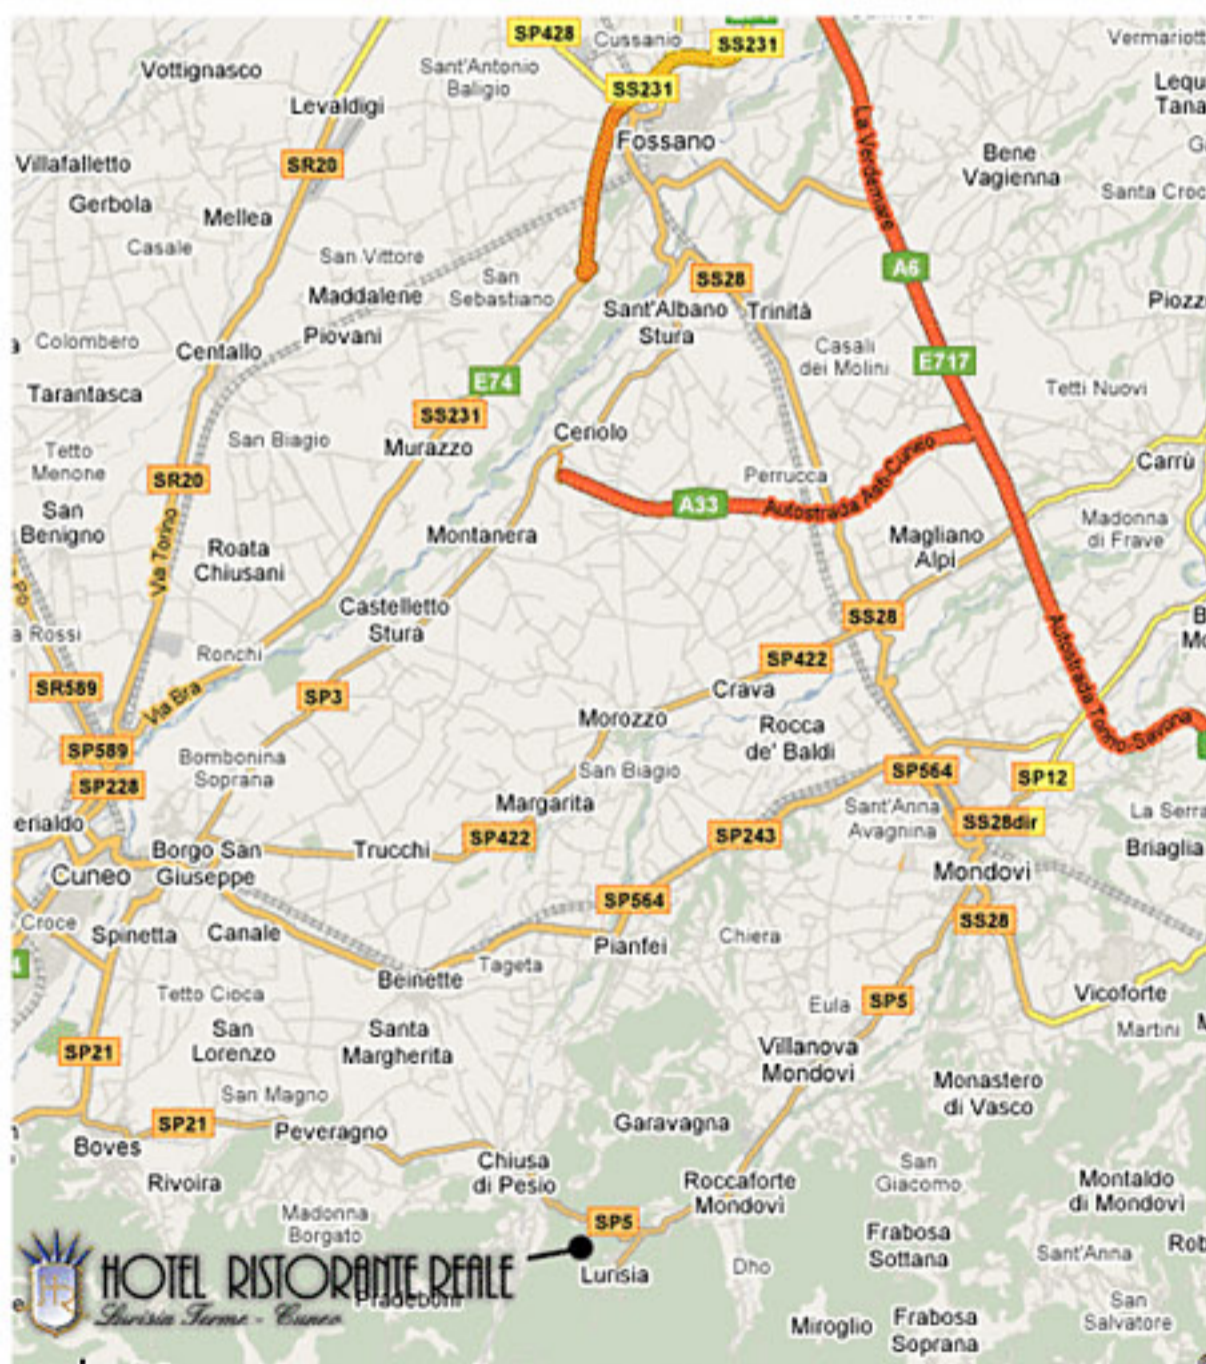 SP428
Cussanio
SS231
Vottignasco
Sant'Antonio
Baligio
Vermariott
SS231
Levaldigi
Lequ
Tana
Fossano
La Verdemare
Villafalletto
SR20
Bene
Vagienna
Gerbola
Mellea
Santa Croc
Casale
San Vittore
A6
San
Sebastiano
SS28
Maddalene
Sant'Albano
Stura
Trinità
Piozz
Piovani
Colombero
Centallo
Casali
dei Molini
E717
E74
Tarantasca
Tetti Nuovi
SS231
San Biagio
Murazzo
Ceriolo
Tetto
Menone
SR20
Perrucca
Autostrada Asti-Cuneo
Carrù
A33
San
Benigno
Montanera
Magliano
Alpi
Madonna
di Frave
Via Torino
Roata
Chiusani
Castelletto
Stura
SS28
a Rossi
Ronchi
SP422
Autostrada Torino-Savona
B
Mo
SR589
Via Bra
SP3
Crava
Morozzo
Rocca
de' Baldi
SP589
Bombonina
Soprana
San Biagio
SP564
SP12
SP228
Margarita
Sant'Anna
Avagnina
SS28dir
La Serra
erialdo
SP422
SP243
Borgo San
Giuseppe
Trucchi
Briaglia
Cuneo
Mondovì
SP564
Croce
Spinetta
Canale
Pianfei
Chiera
SS28
Beinette
Tageta
Tetto Cioca
Eula
SP5
Vicoforte
San
Lorenzo
Santa
Margherita
Martini
SP21
Villanova
Mondovì
Monastero
di Vasco
San Magno
SP21
Peveragno
Garavagna
Boves
Chiusa
di Pesio
San
Giacomo
Rivoira
Roccaforte
Mondovì
Montaldo
di Mondovì
Madonna
Borgato
SP5
Frabosa
Sottana
Sant'Anna
Rob
HOTEL RISTORANTE REALE
Lurisia
Dho
Lurisia Terme - Cuneo
Pradeboni
San
Salvatore
Miroglio
Frabosa
Soprana